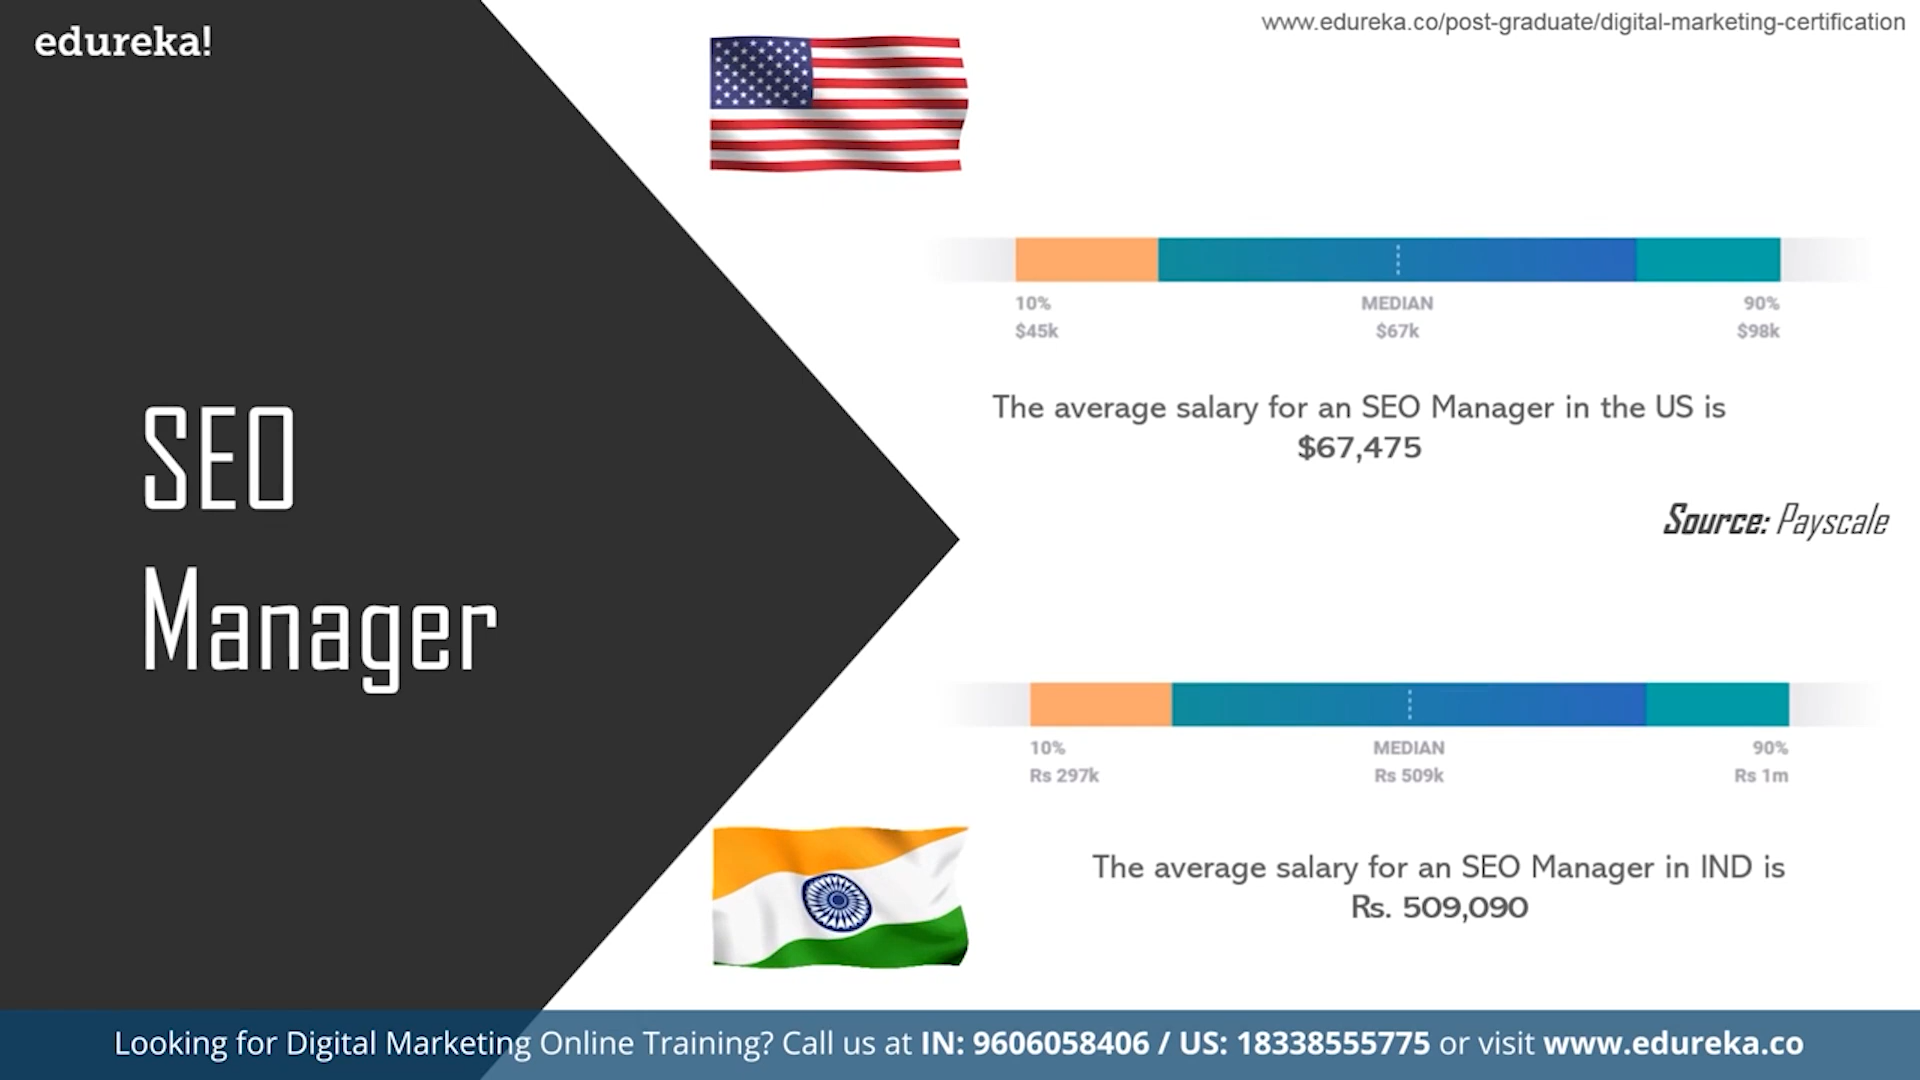 edureka!
www.edureka.co/post-graduate/digital-marketing-certification
SEO
Manager
10% MEDIAN 90%
$45k $67k $98k
The average salary for an SEO Manager in the US is
$67,475
Source: Payscale
10% MEDIAN 90%
Rs 297k Rs 509k Rs 1m
The average salary for an SEO Manager in IND is
Rs. 509,090
Looking for Digital Marketing Online Training? Call us at IN: 9606058406 / US: 18338555775 or visit www.edureka.co